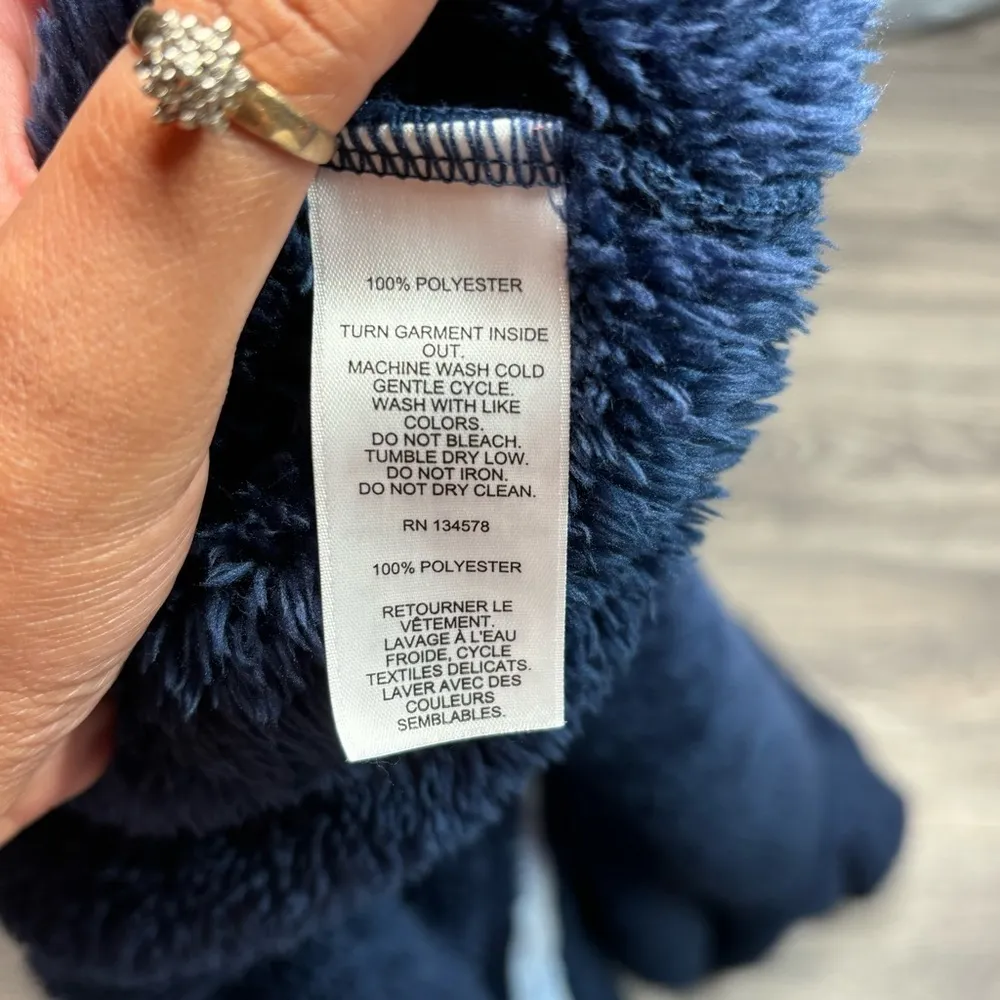 100% POLYESTER
TURN GARMENT INSIDE
OUT.
MACHINE WASH COLD
GENTLE CYCLE.
WASH WITH LIKE
COLORS.
DO NOT BLEACH.
TUMBLE DRY LOW.
DO NOT IRON.
DO NOT DRY CLEAN.
RN 134578
100% POLYESTER
RETOURNER LE
VÊTEMENT.
LAVAGE À L'EAU
FROIDE, CYCLE
TEXTILES DELICATS.
LAVER AVEC DES
COULEURS
SEMBLABLES.